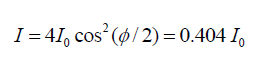 I = 4I₀ cos²(ϕ/2) = 0.404 I₀